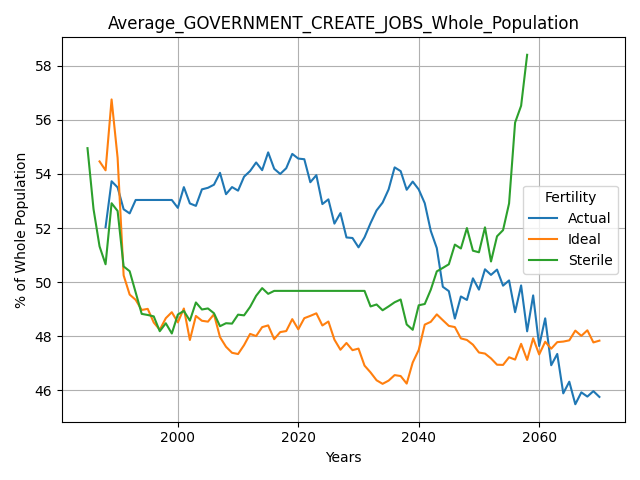 Average_GOVERNMENT_CREATE_JOBS_Whole_Population
% of Whole Population
58
56
54
52
50
48
46
2000
2020
2040
2060
Years
Fertility
Actual
Ideal
Sterile